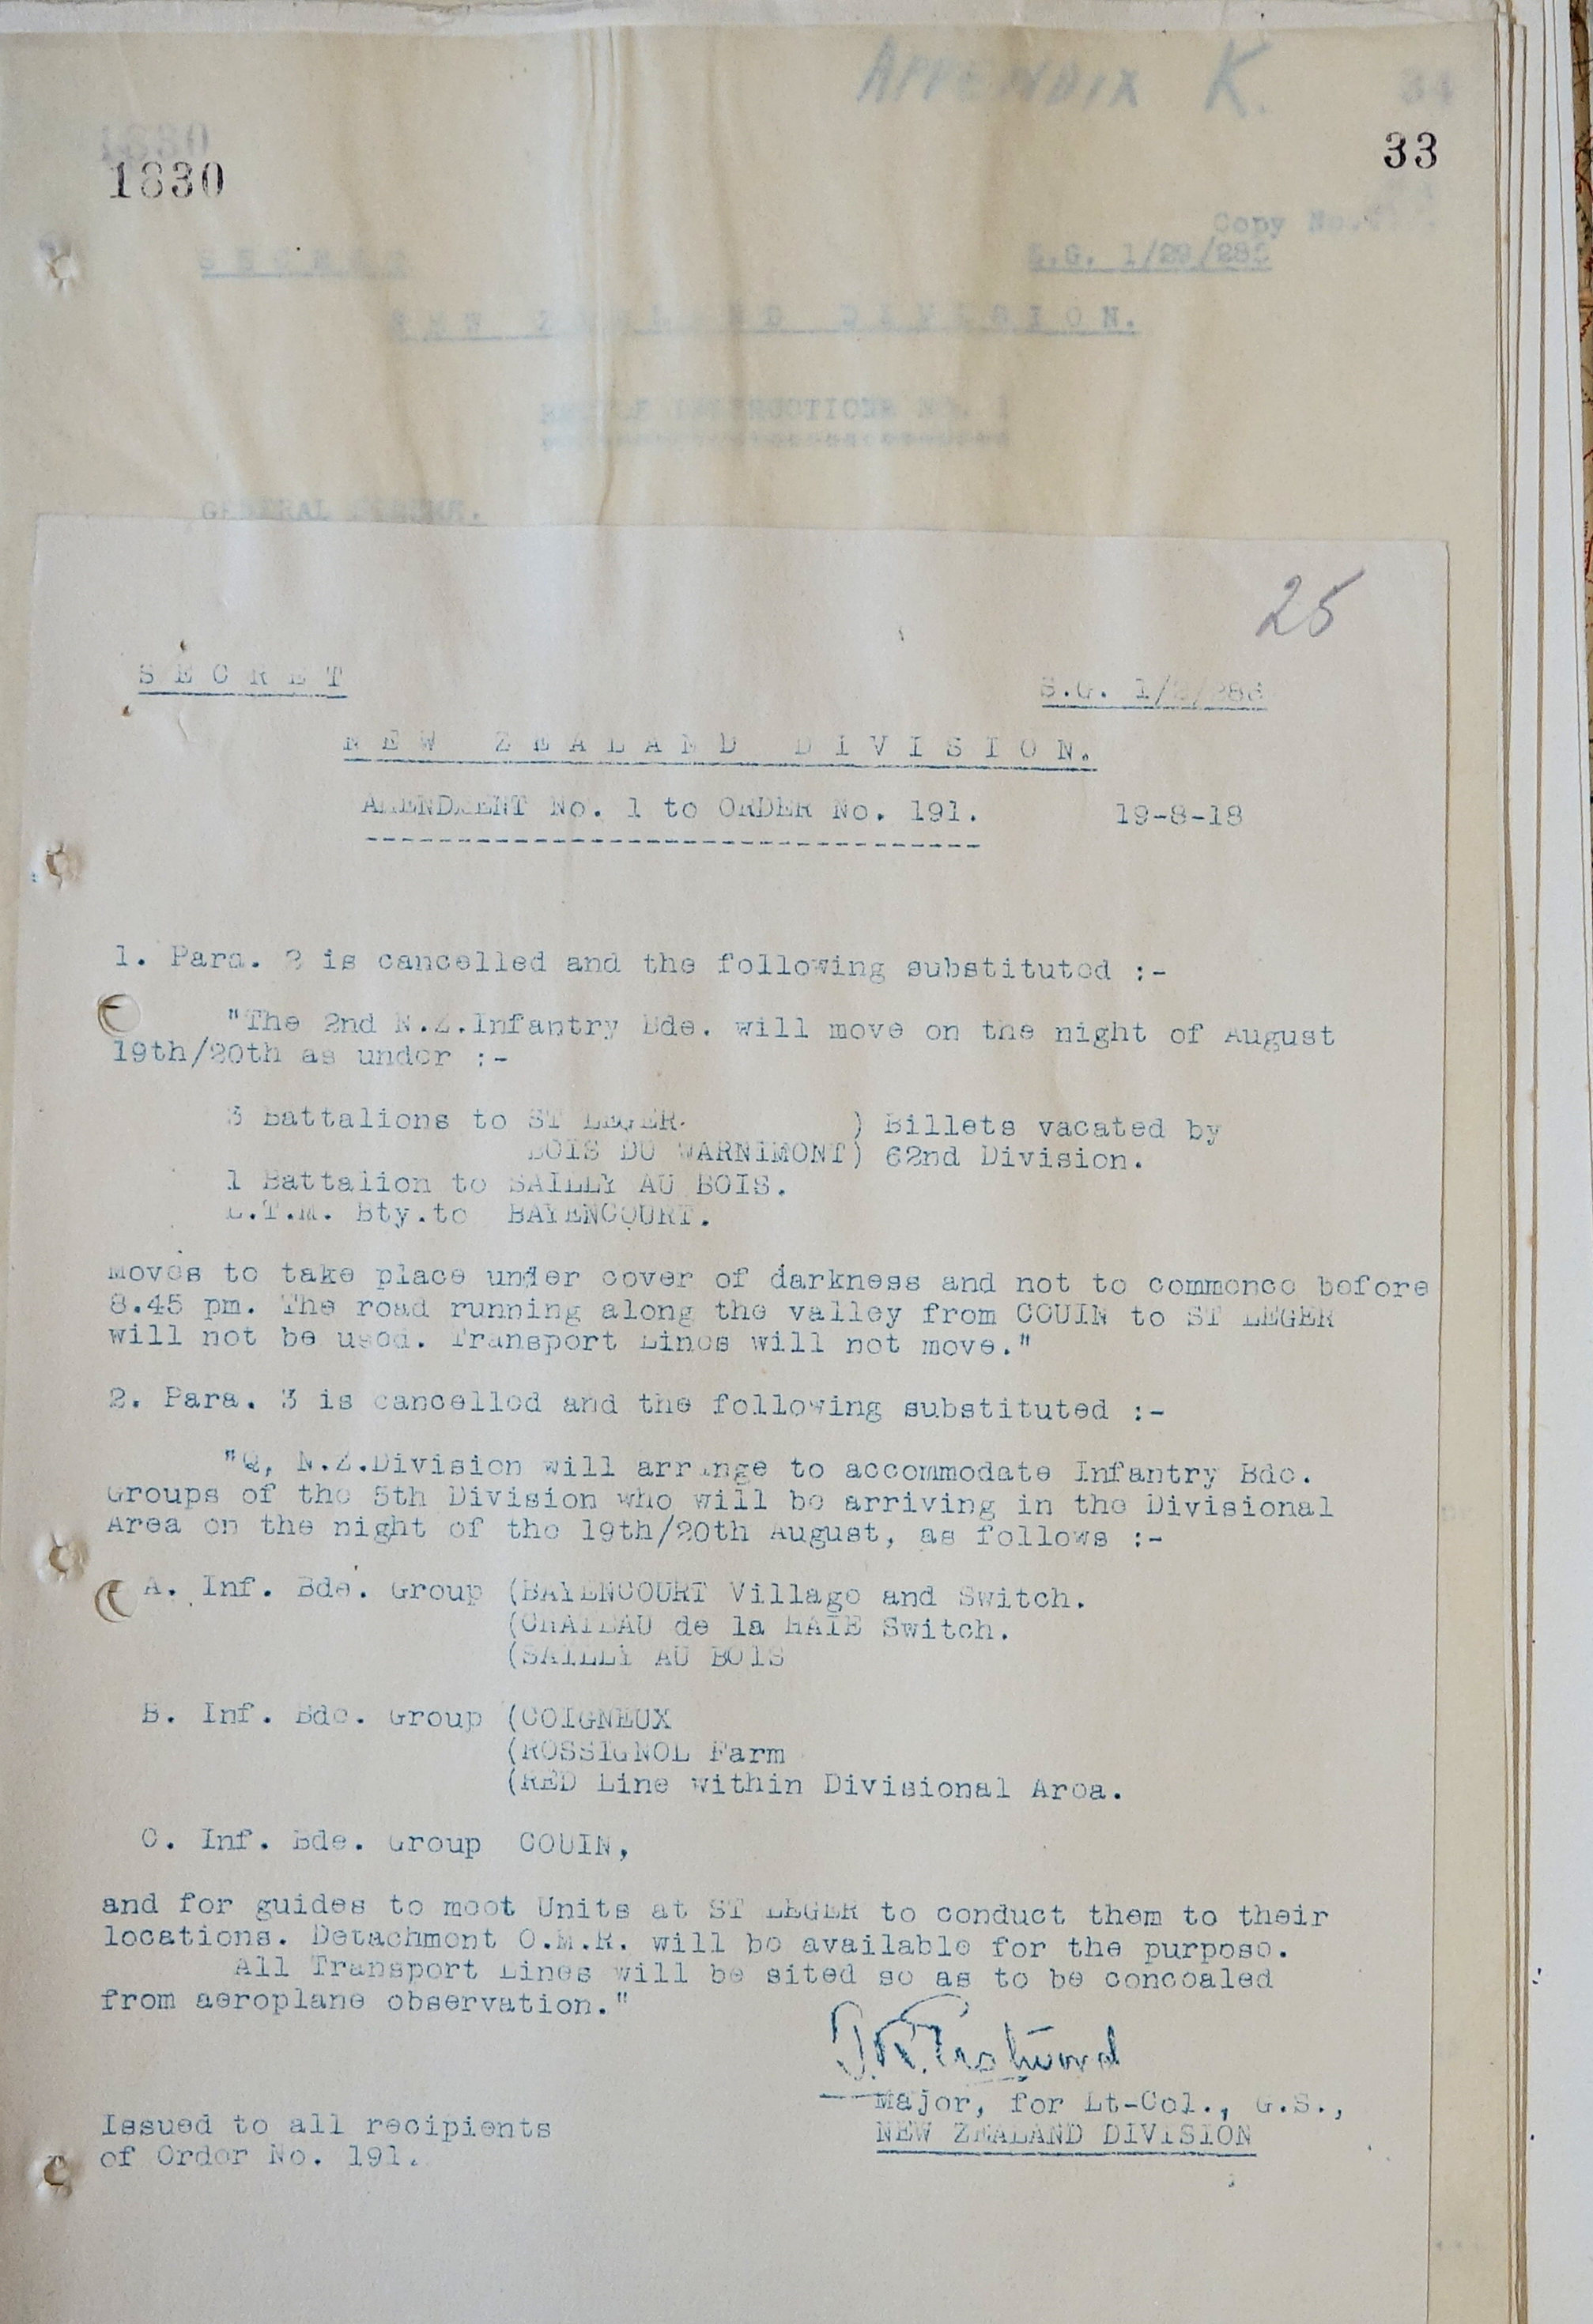 APPENDIX K.
33
1830
Copy No.
S.G. 1/29/286
SECRET
NEW ZEALAND DIVISION.
BATTLE INSTRUCTIONS No. 1
GENERAL
25
SECRET
S.G. 1/2/286
NEW ZEALAND DIVISION.
AMENDMENT No. 1 to ORDER No. 191. 19-8-18
1. Para. 2 is cancelled and the following substituted :-
"The 2nd N.Z.Infantry Bde. will move on the night of August
19th/20th as under :-
3 Battalions to ST LEGER. ) Billets vacated by
BOIS DU WARNIMONT) 62nd Division.
1 Battalion to SAILLY AU BOIS.
L.T.M. Bty.to BAYENCOURT.
Moves to take place under cover of darkness and not to commence before
8.45 pm. The road running along the valley from COUIN to ST LEGER
will not be used. Transport Lines will not move."
2. Para. 3 is cancelled and the following substituted :-
"Q, N.Z.Division will arrange to accommodate Infantry Bde.
Groups of the 5th Division who will be arriving in the Divisional
Area on the night of the 19th/20th August, as follows :-
A. Inf. Bde. Group (BAYENCOURT Village and Switch.
(CHATEAU de la HAIE Switch.
(SAILLY AU BOIS
B. Inf. Bde. Group (COIGNEUX
(ROSSIGNOL Farm
(RED Line within Divisional Area.
C. Inf. Bde. Group COUIN,
and for guides to meet Units at ST LEGER to conduct them to their
locations. Detachment O.M.R. will be available for the purpose.
All Transport Lines will be sited so as to be concealed
from aeroplane observation."
Major, for Lt-Col., G.S.,
NEW ZEALAND DIVISION
Issued to all recipients
of Order No. 191.